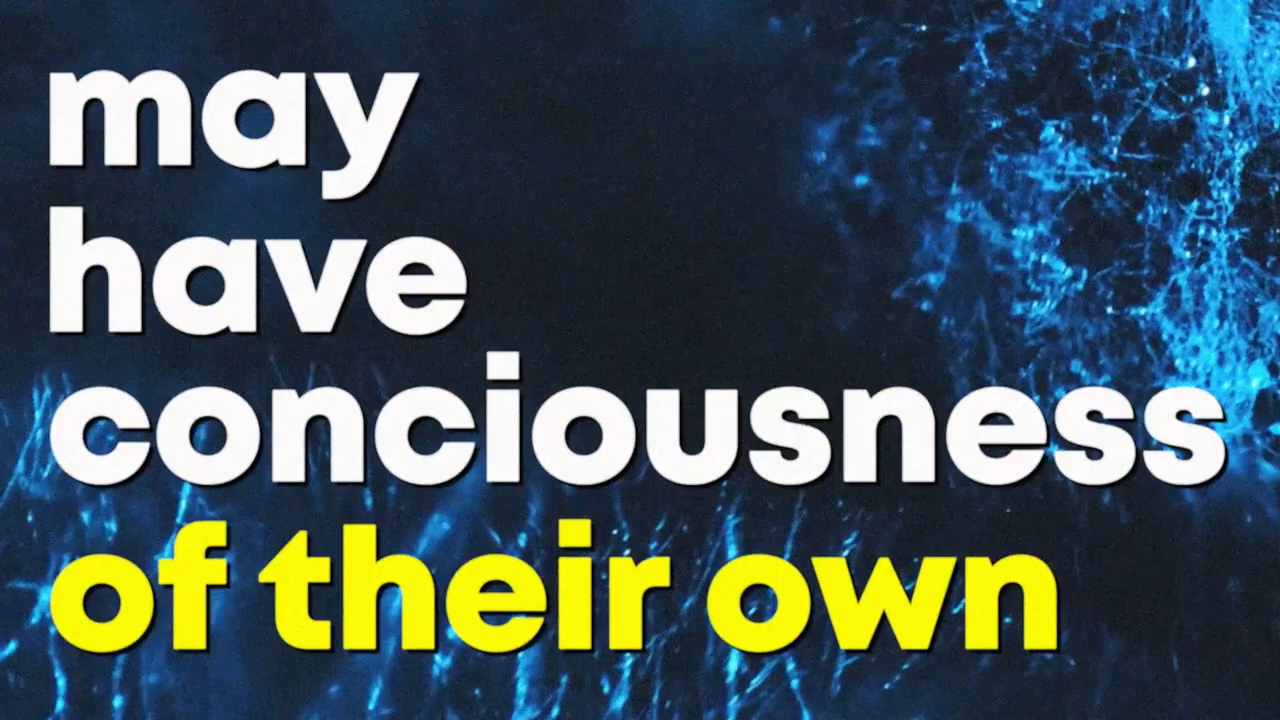 may
have
conciousness
of their own